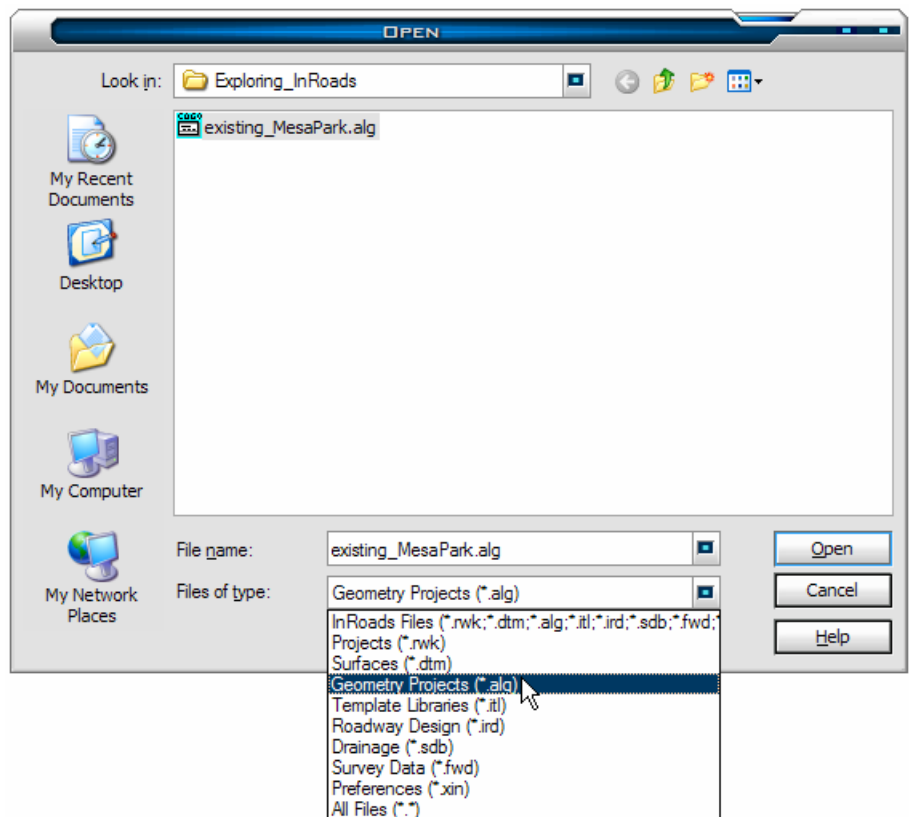 OPEN
Look in: Exploring_InRoads
COGO
existing_MesaPark.alg
My Recent
Documents
Desktop
My Documents
My Computer
My Network
Places
File name: existing_MesaPark.alg Open
Files of type: Geometry Projects (*.alg) Cancel
Help
InRoads Files (*.rwk;*.dtm;*.alg;*.itl;*.ird;*.sdb;*.fwd;*
Projects (*.rwk)
Surfaces (*.dtm)
Geometry Projects (*.alg)
Template Libraries (*.itl)
Roadway Design (*.ird)
Drainage (*.sdb)
Survey Data (*.fwd)
Preferences (*.xin)
All Files (*.*)